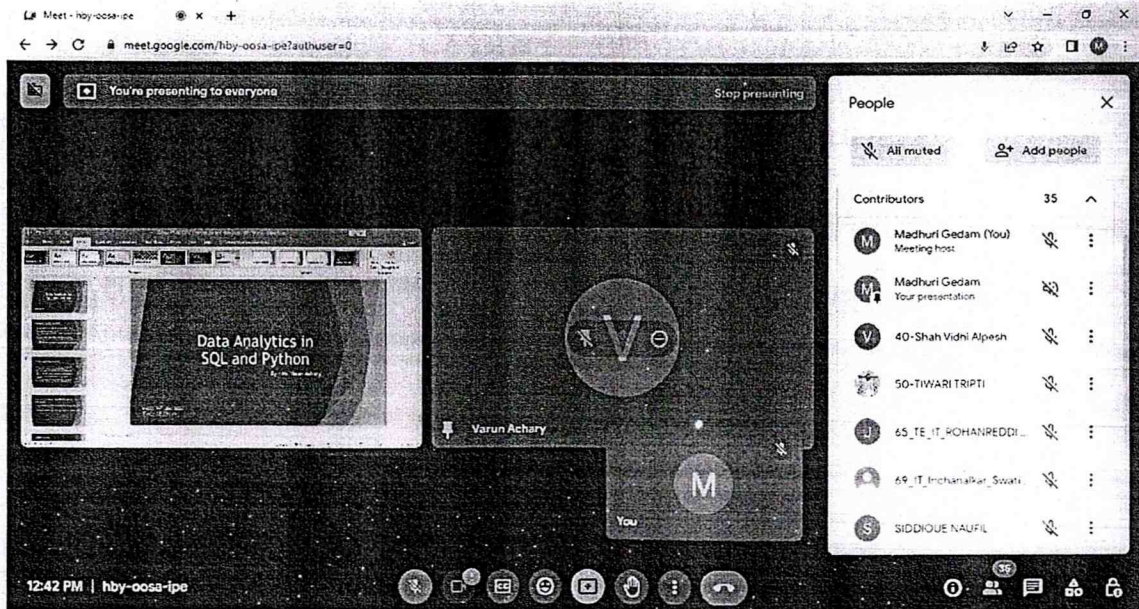 Meet - hby-oosa-ipe
meet.google.com/hby-oosa-ipe?authuser=0
M
You're presenting to everyone
Stop presenting
Data Analytics in
SQL and Python
V
Varun Achary
M
You
People
All muted
Add people
Contributors 35
M Madhuri Gedam (You)
Meeting host
M Madhuri Gedam
Your presentation
V 40-Shah Vidhi Alpesh
50-TIWARI TRIPTI
J 65_TE_IT_ROHANREDDI...
69_IT_Inchanalkar_Swati...
S SIDDIQUE NAUFIL
12:42 PM | hby-oosa-ipe
CC
35